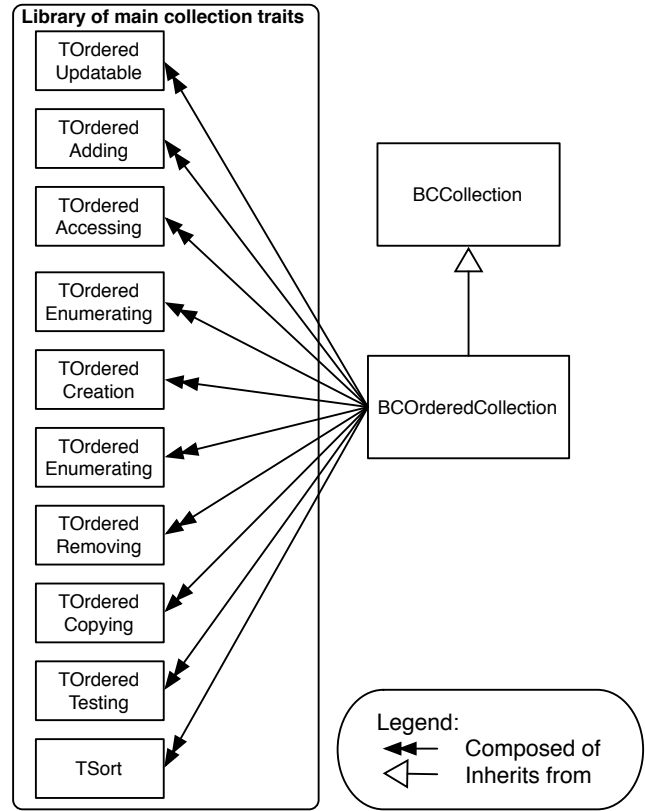 Library of main collection traits
TOrdered
Updatable
TOrdered
Adding
TOrdered
Accessing
TOrdered
Enumerating
TOrdered
Creation
TOrdered
Enumerating
TOrdered
Removing
TOrdered
Copying
TOrdered
Testing
TSort
BCCollection
BCOrderedCollection
Legend:
Composed of
Inherits from